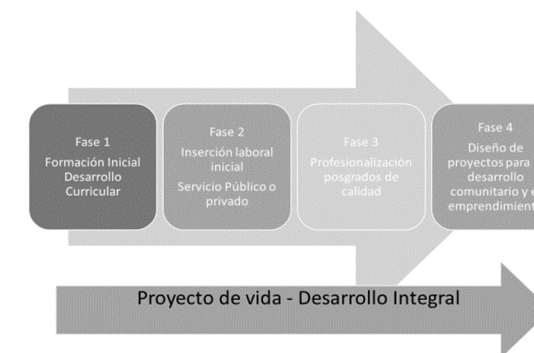 Fase 1
Formación Inicial
Desarrollo
Curricular
Fase 2
Inserción laboral
inicial
Servicio Público o
privado
Fase 3
Profesionalización
posgrados de
calidad
Fase 4
Diseño de
proyectos para
desarrollo
comunitario y e
emprendimient
Proyecto de vida - Desarrollo Integral